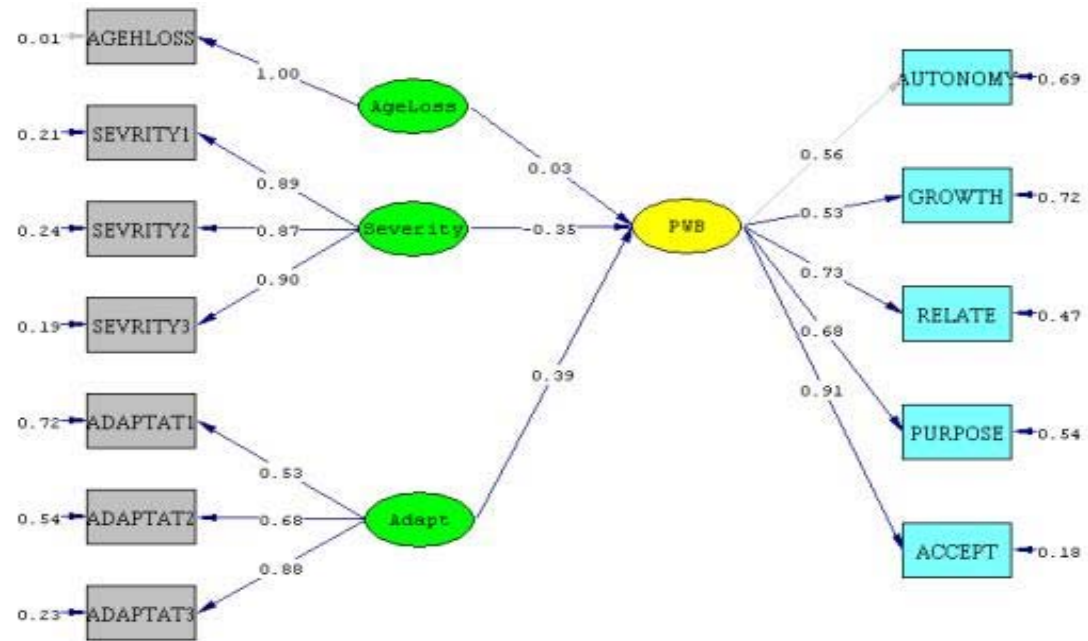 0.01
AGEHLOSS
1.00
0.21
SEVRITY1
0.89
0.24
SEVRITY2
0.87
0.19
SEVRITY3
0.90
0.72
ADAPTAT1
0.53
0.54
ADAPTAT2
0.68
0.23
ADAPTAT3
0.88
AgeLoss
0.03
Severity
-0.35
Adapt
0.39
PWB
0.56
AUTONOMY
0.69
0.53
GROWTH
0.72
0.73
RELATE
0.47
0.68
PURPOSE
0.54
0.91
ACCEPT
0.18